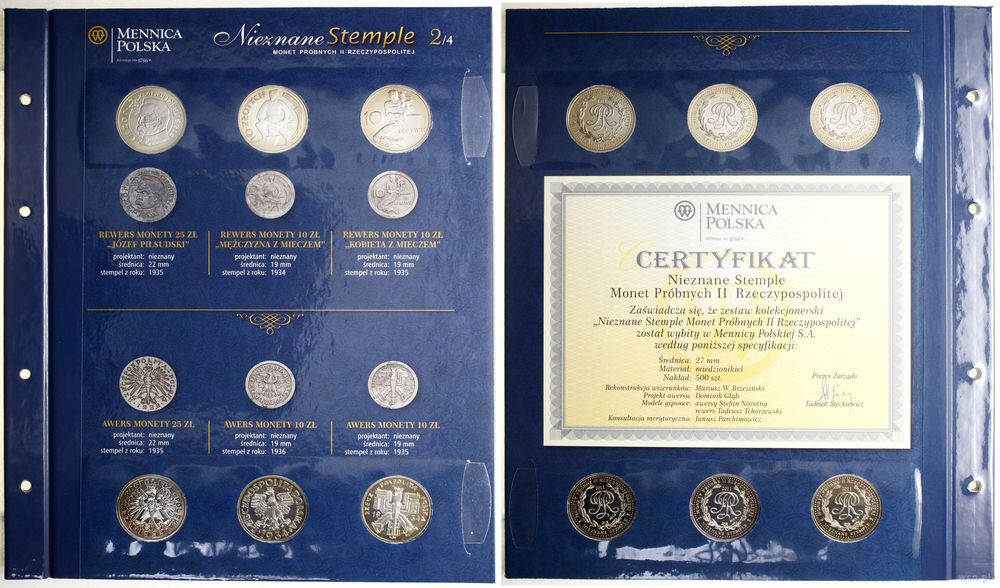 MENNICA
POLSKA
Nieznane Stemple 2/4
MONET PRÓBNYCH II RZECZYPOSPOLITEJ
10
ZŁOTYCH
REWERS MONETY 25 ZŁ
„JÓZEF PIŁSUDSKI”
projektant: nieznany
średnica: 22 mm
stempel z roku: 1935
REWERS MONETY 10 ZŁ
„MĘŻCZYZNA Z MIECZEM”
projektant: nieznany
średnica: 19 mm
stempel z roku: 1934
REWERS MONETY 10 ZŁ
„KOBIETA Z MIECZEM”
projektant: nieznany
średnica: 19 mm
stempel z roku: 1935
AWERS MONETY 25 ZŁ
projektant: nieznany
średnica: 22 mm
stempel z roku: 1935
AWERS MONETY 10 ZŁ
projektant: nieznany
średnica: 19 mm
stempel z roku: 1936
AWERS MONETY 10 ZŁ
projektant: nieznany
średnica: 19 mm
stempel z roku: 1935
MENNICA
POLSKA
CERTYFIKAT
Nieznane Stemple
Monet Próbnych II Rzeczypospolitej
Zaświadcza się, że zestaw kolekcjonerski
„Nieznane Stemple Monet Próbnych II Rzeczypospolitej”
został wybity w Mennicy Polskiej S.A.
według poniższej specyfikacji:
Średnica: 27 mm
Materiał: miedzionikiel
Nakład: 500 szt.
Rekonstrukcja wizerunków: Mariusz W. Brzeziński
Projekt awersu: Dominik Głąb
Modele gipsowe: awersy Stefan Novotny
rewers Tadeusz Tchórzewski
Konsultacja merytoryczna: Janusz Parchimowicz
Prezes Zarządu
Tadeusz Steckiewicz